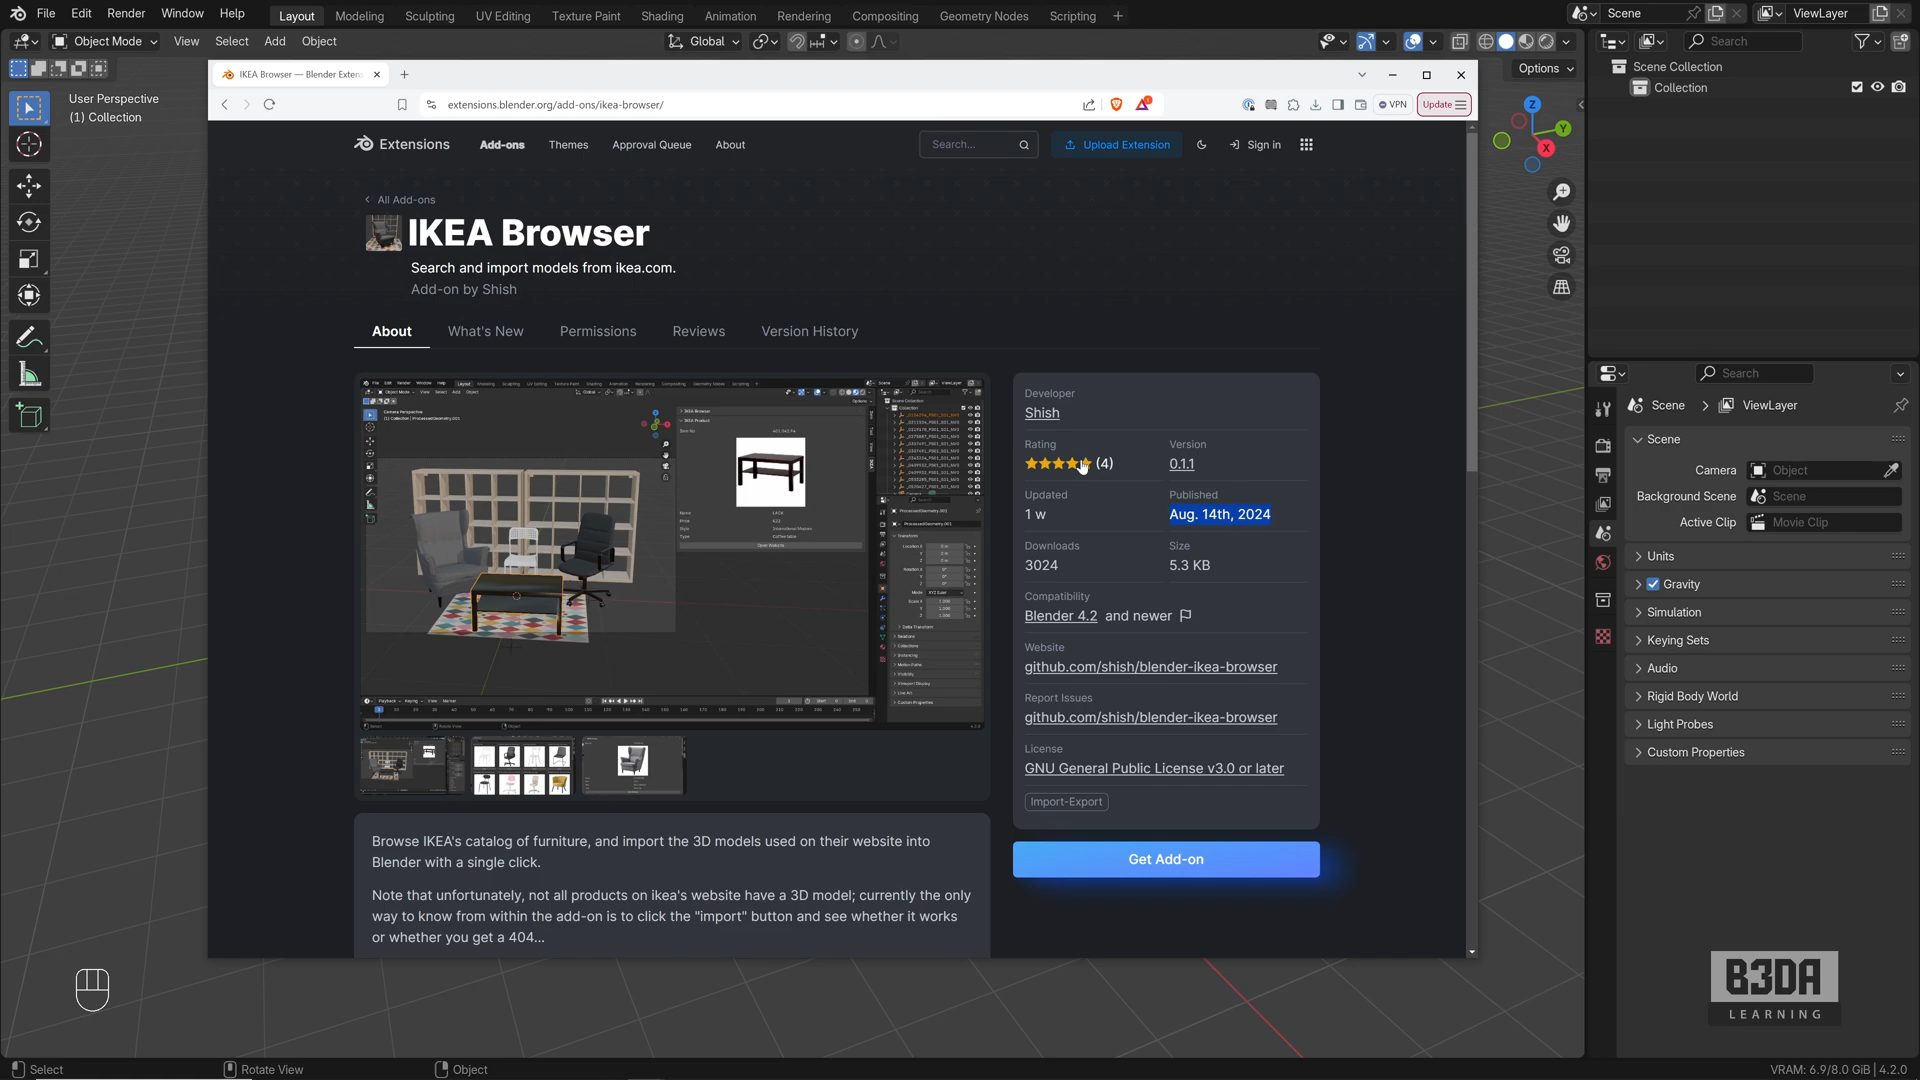 File Edit Render Window Help Layout Modeling Sculpting UV Editing Texture Paint Shading Animation Rendering Compositing Geometry Nodes Scripting + Scene ViewLayer
Object Mode View Select Add Object Global Search
Options
User Perspective
(1) Collection
Scene Collection
Collection
IKEA Browser — Blender Exten
extensions.blender.org/add-ons/ikea-browser/
VPN
Update
Extensions Add-ons Themes Approval Queue About Search... Upload Extension Sign in
All Add-ons
IKEA Browser
Search and import models from ikea.com.
Add-on by Shish
About What's New Permissions Reviews Version History
Developer
Shish
Rating Version
(4) 0.1.1
Updated Published
1 w Aug. 14th, 2024
Downloads Size
3024 5.3 KB
Compatibility
Blender 4.2 and newer
Website
github.com/shish/blender-ikea-browser
Report Issues
github.com/shish/blender-ikea-browser
License
GNU General Public License v3.0 or later
Import-Export
Get Add-on
Browse IKEA's catalog of furniture, and import the 3D models used on their website into
Blender with a single click.
Note that unfortunately, not all products on ikea's website have a 3D model; currently the only
way to know from within the add-on is to click the "import" button and see whether it works
or whether you get a 404...
Z
Y
X
Search
Scene ViewLayer
Scene
Camera Object
Background Scene Scene
Active Clip Movie Clip
Units
Gravity
Simulation
Keying Sets
Audio
Rigid Body World
Light Probes
Custom Properties
B3DA
LEARNING
Select Rotate View Object VRAM: 6.9/8.0 GiB | 4.2.0